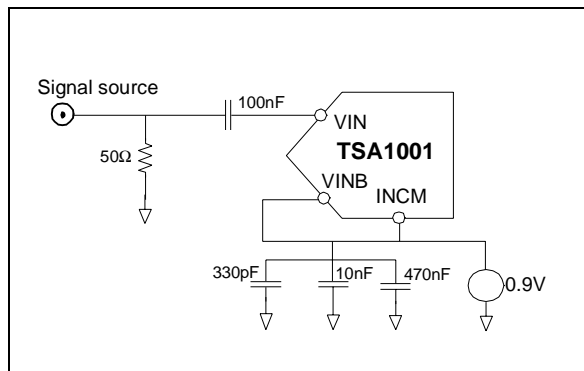 Signal source
100nF
VIN
50Ω
TSA1001
VINB
INCM
330pF
10nF
470nF
0.9V